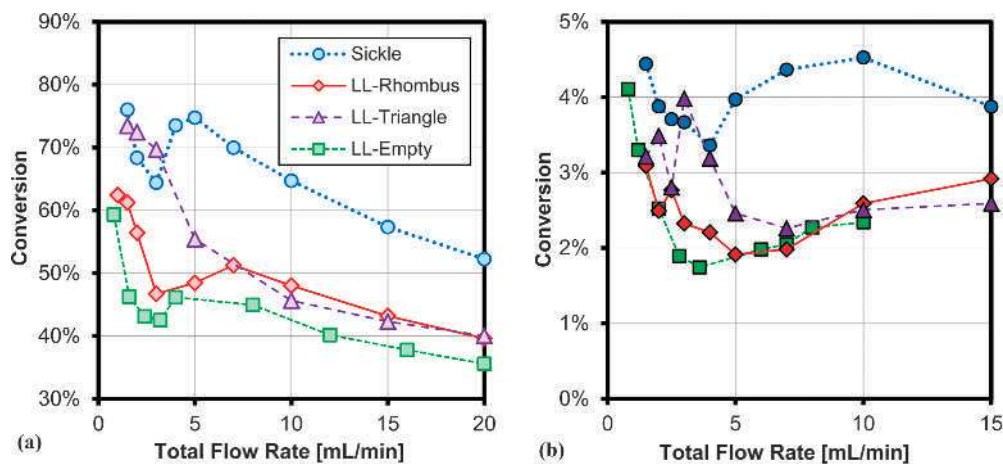 90%
80%
70%
60%
50%
40%
30%
Conversion
0
5
10
15
20
Total Flow Rate [mL/min]
(a)
Sickle
LL-Rhombus
LL-Triangle
LL-Empty
5%
4%
3%
2%
1%
0%
Conversion
0
5
10
15
Total Flow Rate [mL/min]
(b)